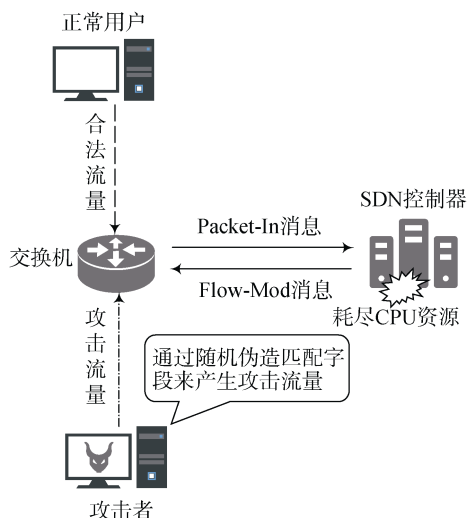 正常用户
合法流量
SDN控制器
Packet-In消息
交换机
Flow-Mod消息
耗尽CPU资源
攻击流量
通过随机伪造匹配字
段来产生攻击流量
攻击者